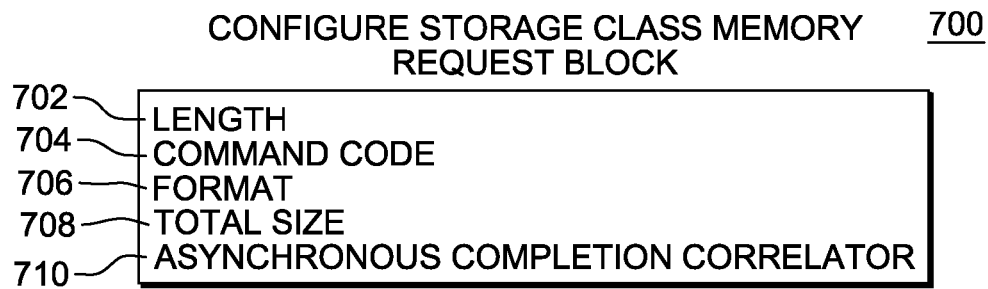 CONFIGURE STORAGE CLASS MEMORY 700
REQUEST BLOCK
702 LENGTH
704 COMMAND CODE
706 FORMAT
708 TOTAL SIZE
710 ASYNCHRONOUS COMPLETION CORRELATOR